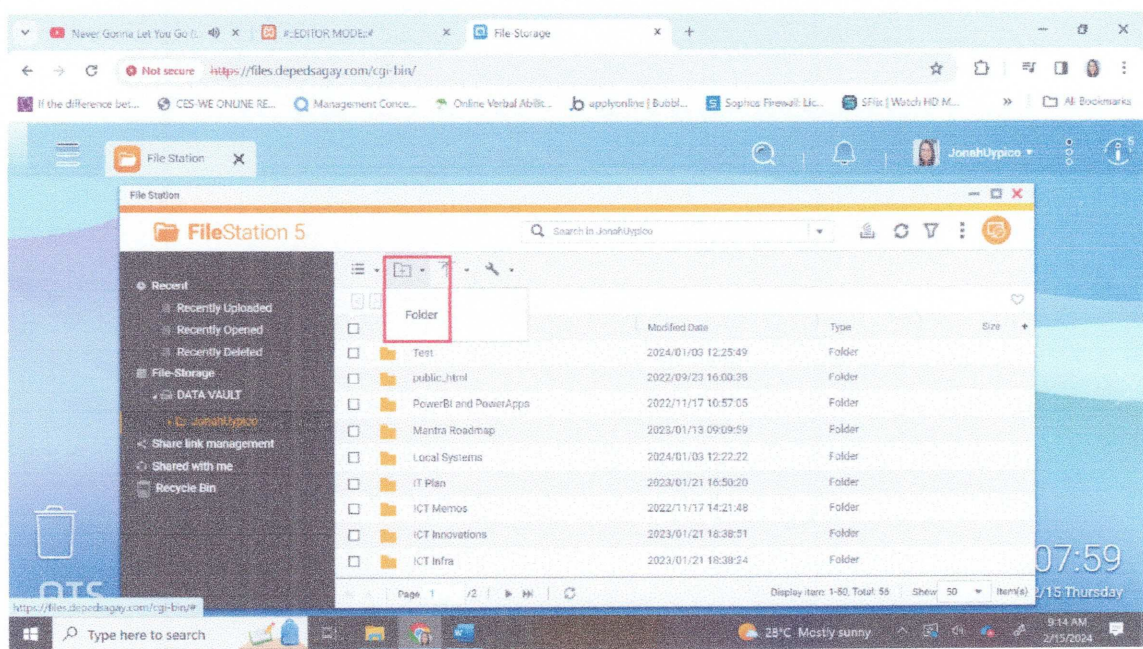 Never Gonna Let You Go (L
#::EDITOR MODE::#
File Storage
Not secure https://files.depedsagay.com/cgi-bin/
If the difference bet... CES-WE ONLINE RE... Management Conce... Online Verbal Abilic... applyonline | Bubbl... Sophos Firewall: Lic... SFlix | Watch HD M... » All Bookmarks
File Station
JonahUypico
5
File Station
FileStation 5
Search in JonahUypico
Recent
Folder
Recently Uploaded
Modified Date Type Size
Recently Opened
Test 2024/01/03 12:25:49 Folder
Recently Deleted
public_html 2022/09/23 16:00:38 Folder
File-Storage
DATA VAULT
PowerBI and PowerApps 2022/11/17 10:57:05 Folder
JonahUypico
Mantra Roadmap 2023/01/13 09:09:59 Folder
Share link management
Local Systems 2024/01/03 12:22:22 Folder
Shared with me
IT Plan 2023/01/21 16:50:20 Folder
Recycle Bin
ICT Memos 2022/11/17 14:21:48 Folder
ICT Innovations 2023/01/21 18:38:51 Folder
ICT Infra 2023/01/21 18:38:24 Folder
07:59
QTS
Page 1 /2 Display item: 1-50, Total: 56 Show 50 Item(s)
2/15 Thursday
https://files.depedsagay.com/cgi-bin/#
Type here to search
28°C Mostly sunny
9:14 AM
2/15/2024